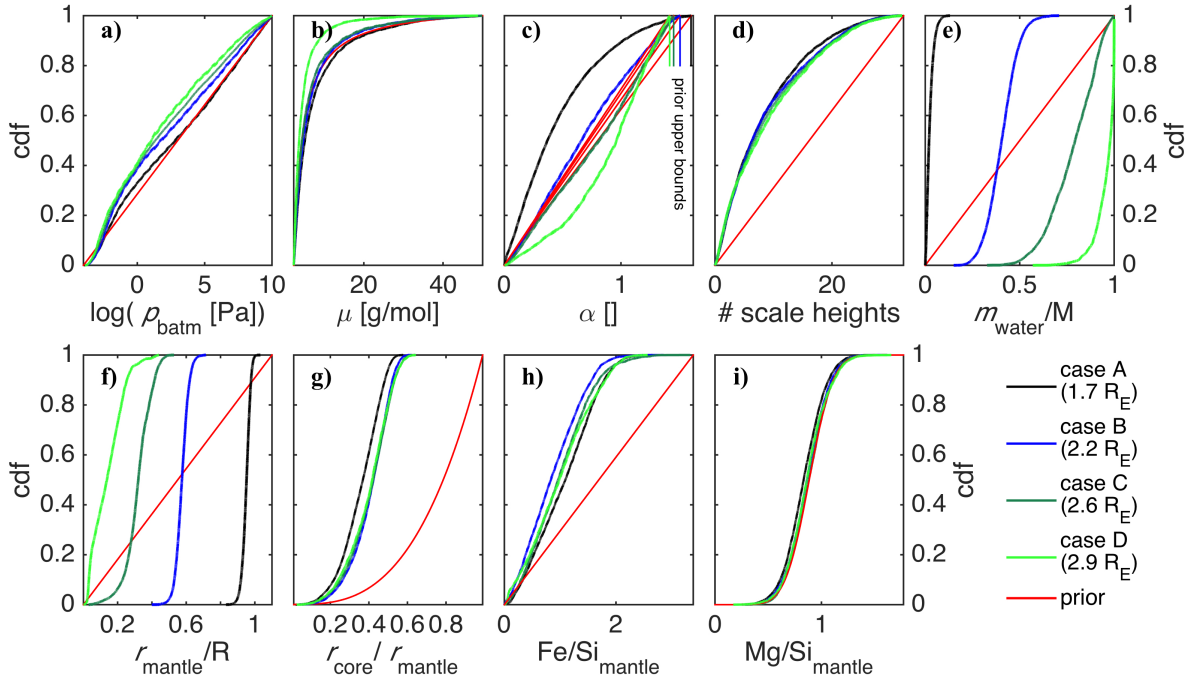 a)
b)
c)
d)
e)
cdf
1
0.8
0.6
0.4
0.2
0
0 5 10
log( p_batm [Pa])
20 40
μ [g/mol]
prior upper bounds
0 1
α []
0 20
# scale heights
0 0.5 1
m_water/M
1
0.8
0.6
0.4
0.2
0
cdf
f)
g)
h)
i)
cdf
1
0.8
0.6
0.4
0.2
0
0.2 0.6 1
r_mantle/R
0.2 0.4 0.6 0.8
r_core/ r_mantle
0 2
Fe/Si_mantle
0 1
Mg/Si_mantle
1
0.8
0.6
0.4
0.2
0
cdf
case A
(1.7 R_E)
case B
(2.2 R_E)
case C
(2.6 R_E)
case D
(2.9 R_E)
prior